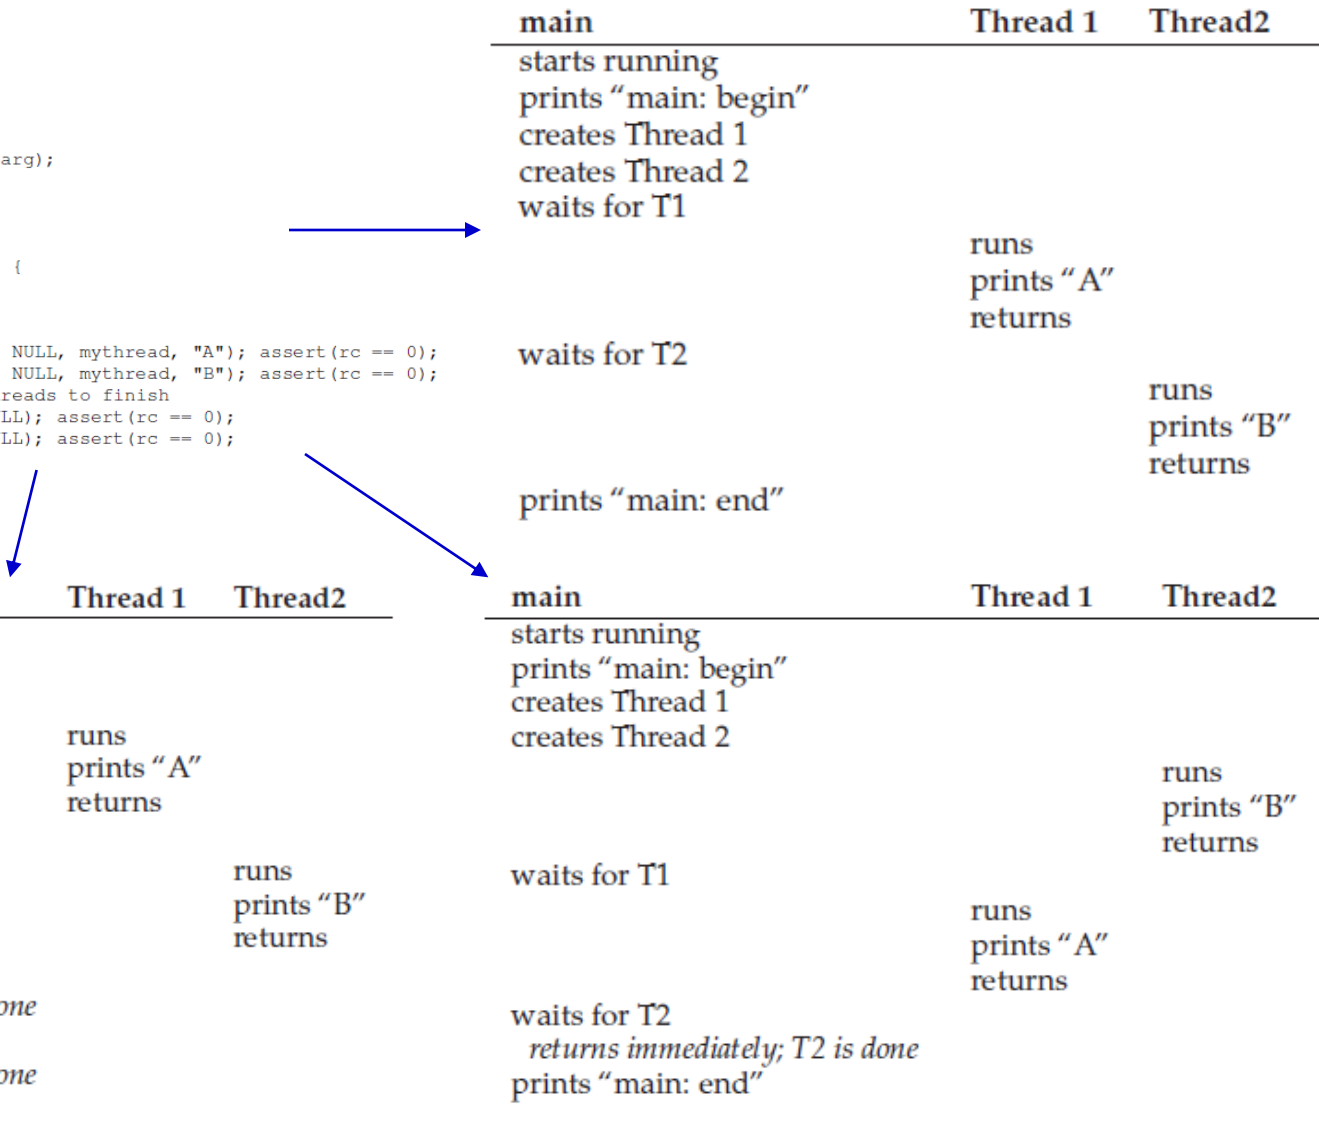 arg);
{
NULL, mythread, "A"); assert(rc == 0);
NULL, mythread, "B"); assert(rc == 0);
reads to finish
LL); assert(rc == 0);
LL); assert(rc == 0);
main Thread 1 Thread2
starts running
prints “main: begin”
creates Thread 1
creates Thread 2
waits for T1
runs
prints “A”
returns
waits for T2
runs
prints “B”
returns
prints “main: end”
Thread 1 Thread2
runs
prints “A”
returns
runs
prints “B”
returns
one
one
main Thread 1 Thread2
starts running
prints “main: begin”
creates Thread 1
creates Thread 2
runs
prints “B”
returns
waits for T1
runs
prints “A”
returns
waits for T2
returns immediately; T2 is done
prints “main: end”